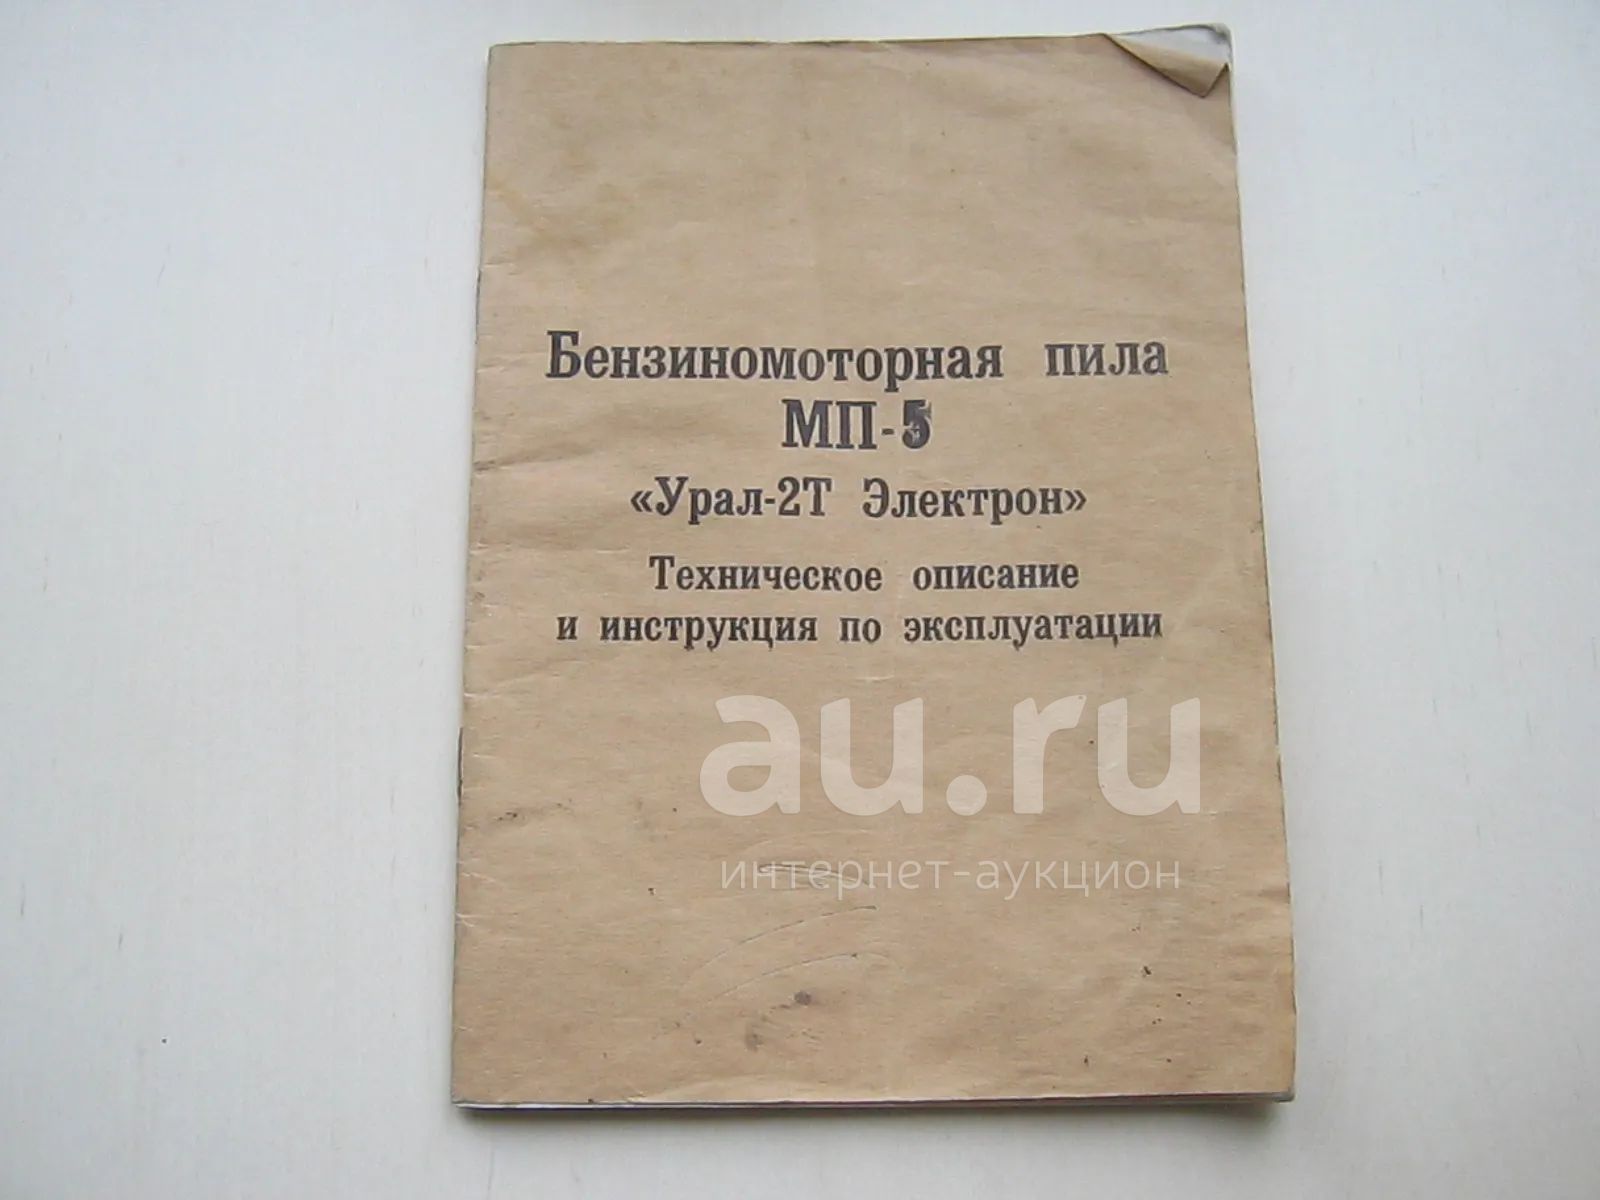 Бензиномоторная пила
МП-5
«Урал-2Т Электрон»
Техническое описание
и инструкция по эксплуатации
au.ru
интернет-аукцион